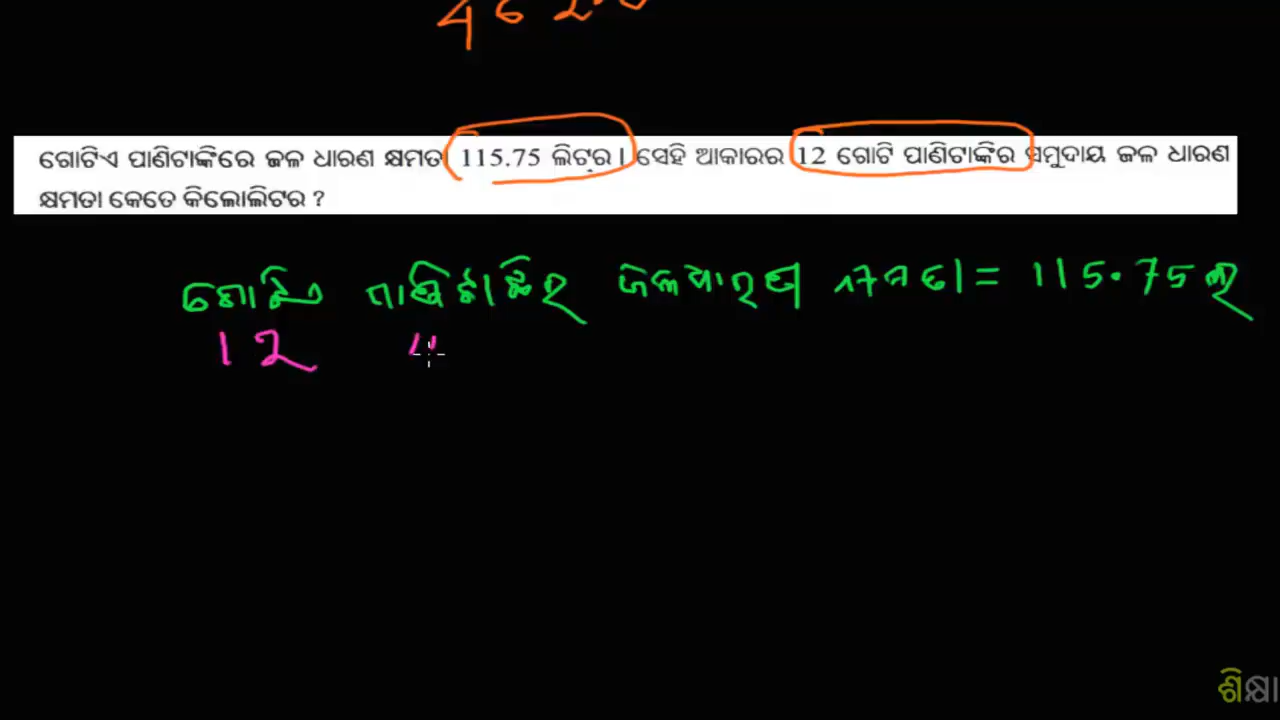 ଗୋଟିଏ ପାଣିଟାଙ୍କିରେ ଜଳ ଧାରଣ କ୍ଷମତା 115.75 ଲିଟ୍‌ର । ସେହି ଆକାରର 12 ଗୋଟି ପାଣିଟାଙ୍କିର ସମୁଦାୟ ଜଳ ଧାରଣ
କ୍ଷମତା କେତେ କିଲୋଲିଟର ?
ଗୋଟିଏ ପାଣିଟାଙ୍କିର ଜଳଧାରଣ କ୍ଷମତା = 115.75 ଲି
12
ଶିକ୍ଷା